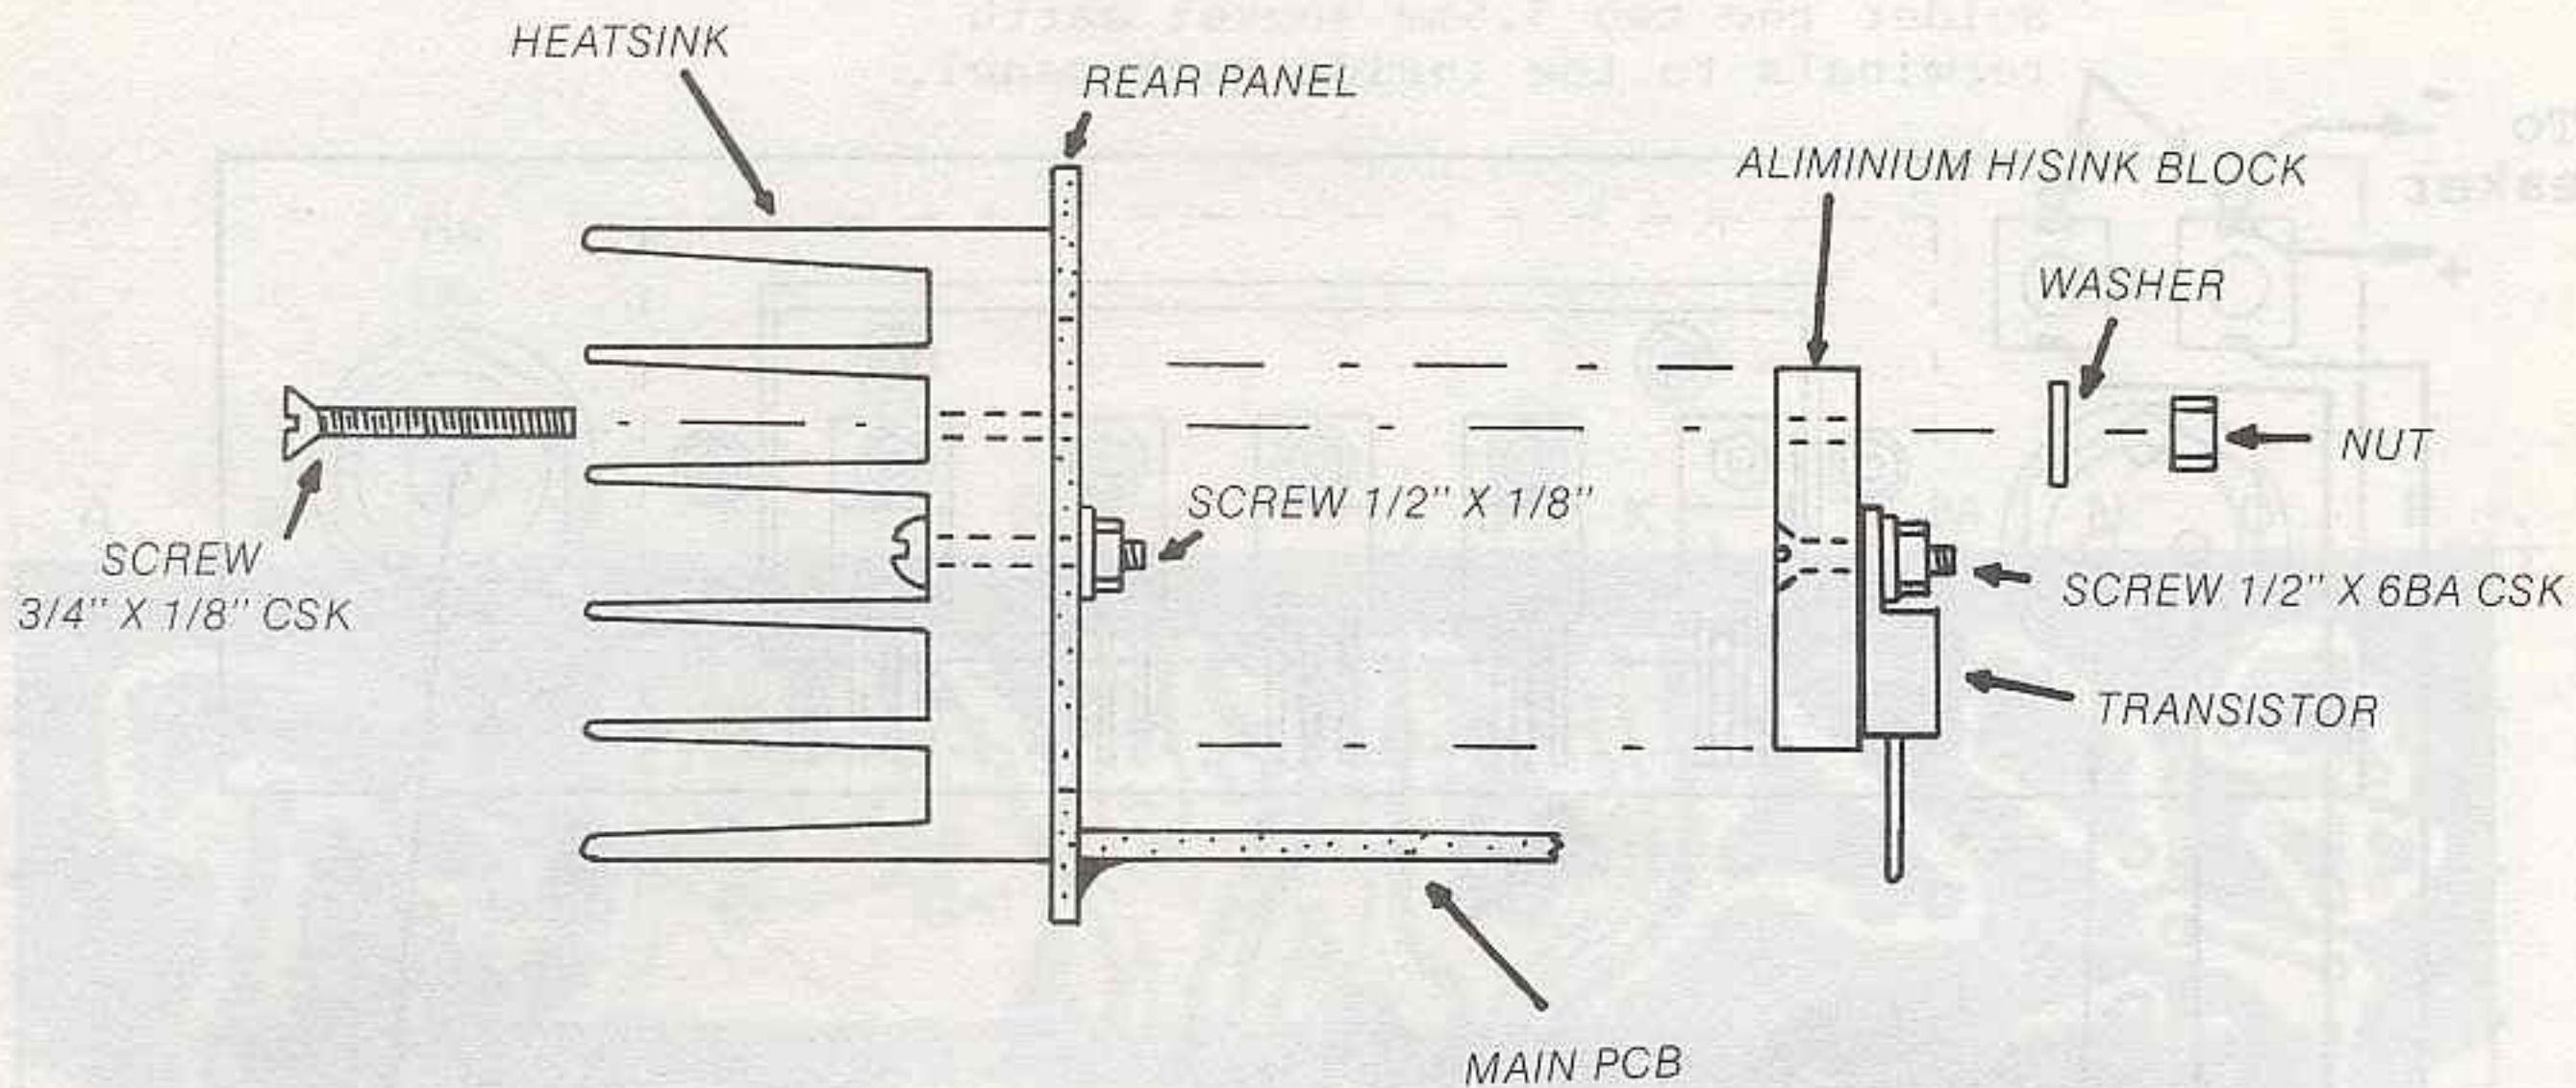 HEATSINK
REAR PANEL
ALIMINIUM H/SINK BLOCK
WASHER
NUT
SCREW 1/2" X 1/8"
SCREW
3/4" X 1/8" CSK
SCREW 1/2" X 6BA CSK
TRANSISTOR
MAIN PCB
To